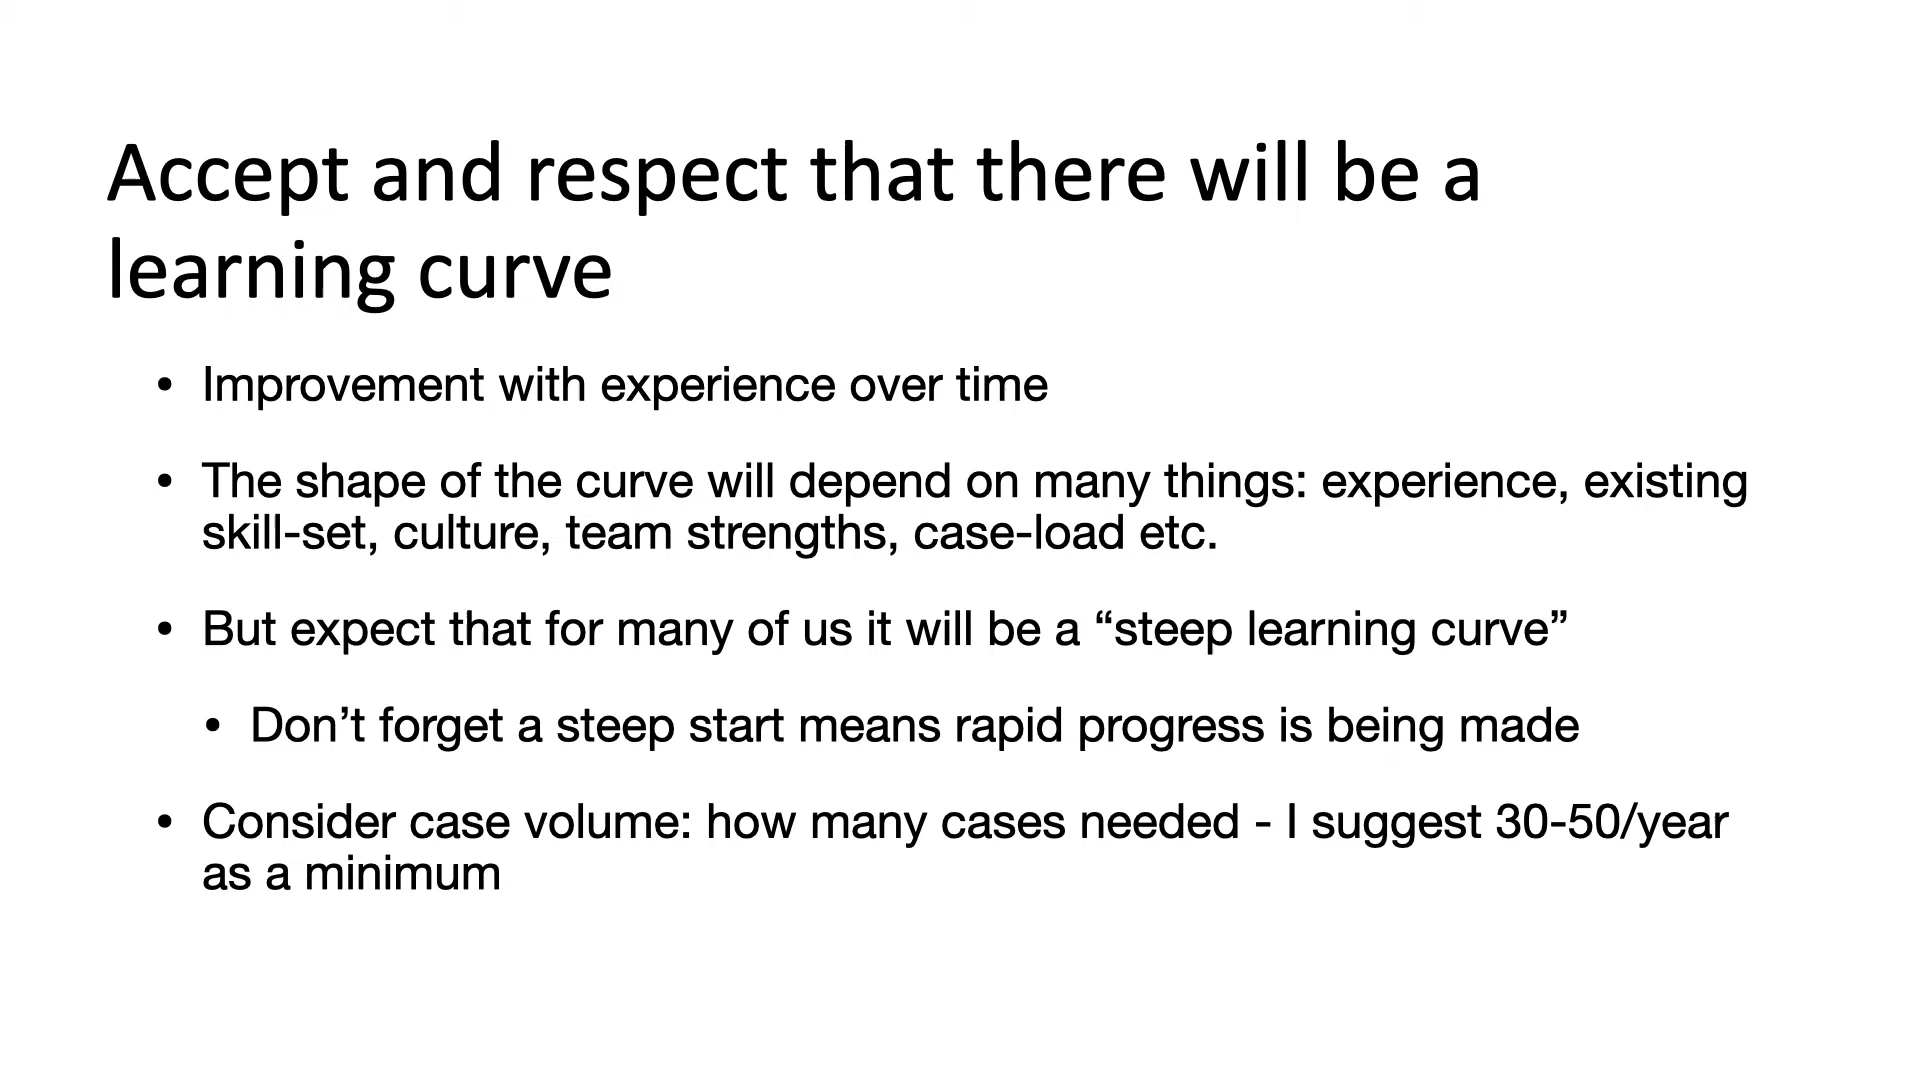 Accept and respect that there will be a
learning curve
• Improvement with experience over time
• The shape of the curve will depend on many things: experience, existing
skill-set, culture, team strengths, case-load etc.
• But expect that for many of us it will be a “steep learning curve”
• Don’t forget a steep start means rapid progress is being made
• Consider case volume: how many cases needed - I suggest 30-50/year
as a minimum